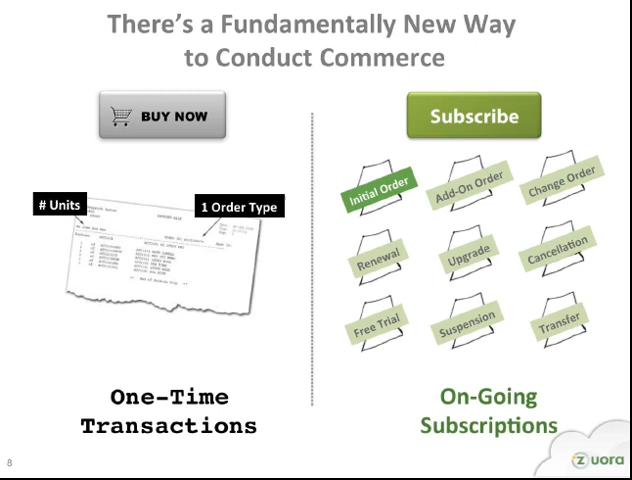 There's a Fundamentally New Way
to Conduct Commerce
BUY NOW
Subscribe
# Units
1 Order Type
Initial Order
Add-On Order
Change Order
Renewal
Upgrade
Cancellation
Free Trial
Suspension
Transfer
One-Time
Transactions
On-Going
Subscriptions
8
zuora